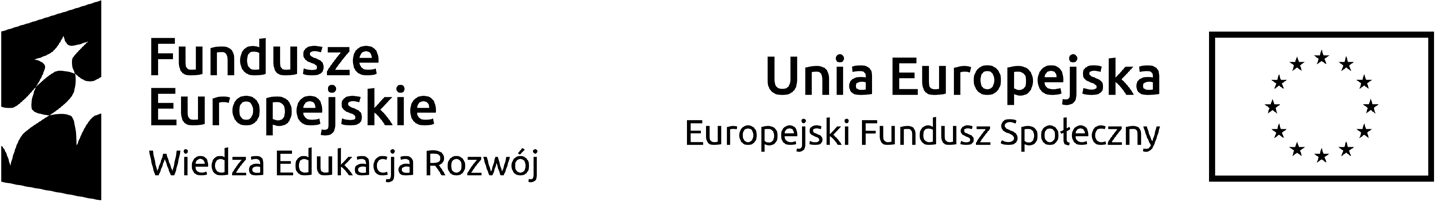 Fundusze
Europejskie
Wiedza Edukacja Rozwój
Unia Europejska
Europejski Fundusz Społeczny